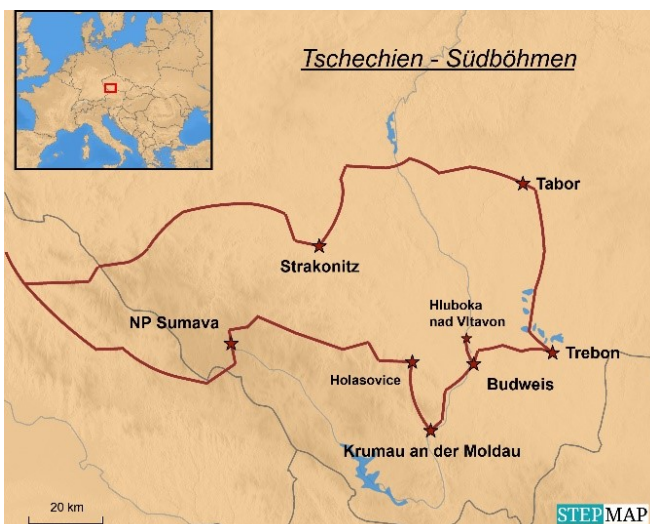 Tschechien - Südböhmen
Tabor
Strakonitz
NP Sumava
Hluboka
nad Vltavon
Trebon
Holasovice
Budweis
Krumau an der Moldau
20 km
STEPMAP